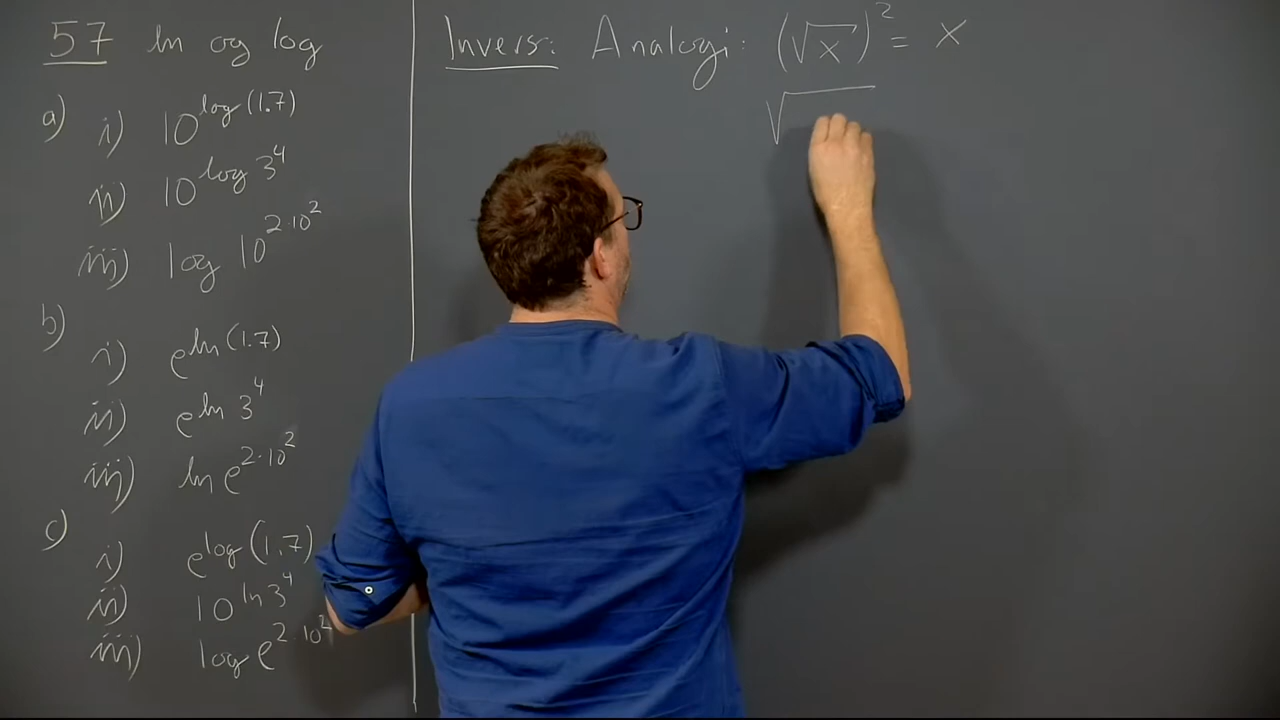 57 ln og log
a) i) 10^log(1.7)
ii) 10^log 3^4
iii) log 10^2·10^2
b)
i) e^ln(1.7)
ii) e^ln 3^4
iii) ln e^2·10^2
c)
i) e^log(1.7)
ii) 10^ln 3^4
iii) log e^2·10^2
Invers: Analogi: (√x)^2 = x
√